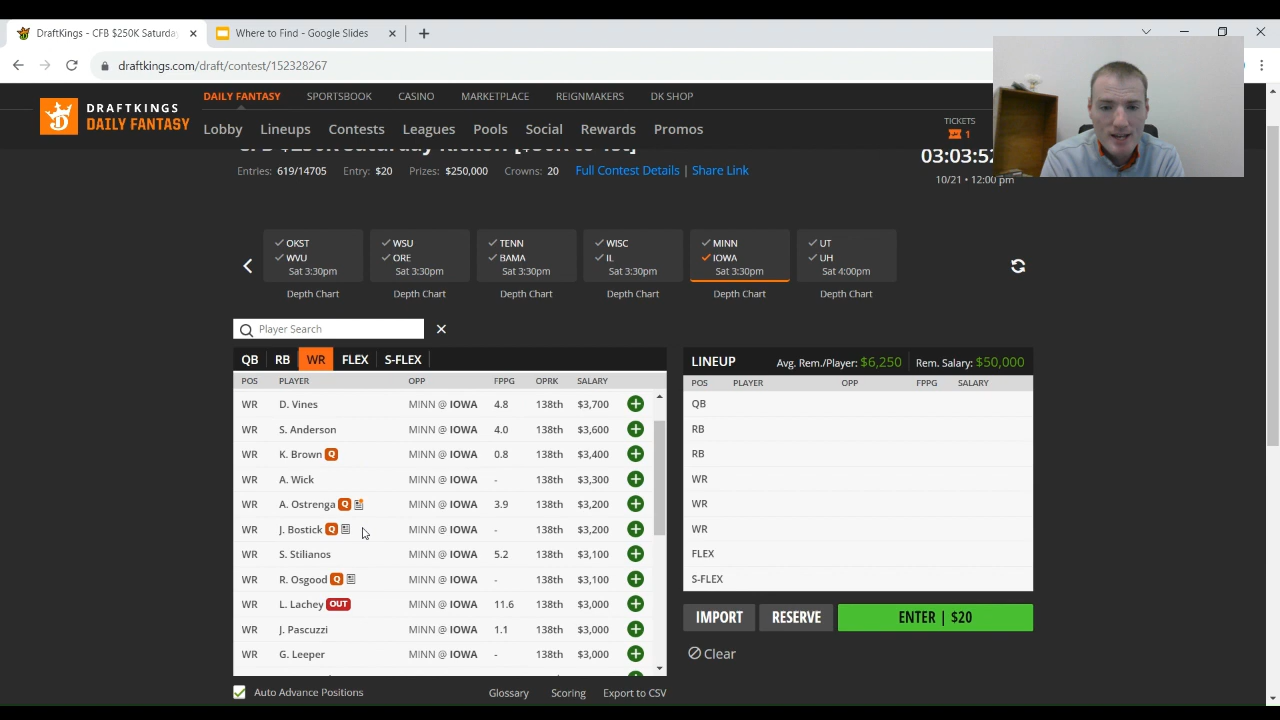 DraftKings - CFB $250K Saturda
Where to Find - Google Slides
draftkings.com/draft/contest/152328267
DRAFTKINGS
DAILY FANTASY
DAILY FANTASY SPORTSBOOK CASINO MARKETPLACE REIGNMAKERS DK SHOP
Lobby Lineups Contests Leagues Pools Social Rewards Promos
TICKETS
1
CFB $250K Saturday Kickoff [$50K to 1st]
Entries: 619/14705 Entry: $20 Prizes: $250,000 Crowns: 20 Full Contest Details | Share Link
03:03:52
10/21 • 12:00 pm
OKST
WVU
Sat 3:30pm
Depth Chart
WSU
ORE
Sat 3:30pm
Depth Chart
TENN
BAMA
Sat 3:30pm
Depth Chart
WISC
IL
Sat 3:30pm
Depth Chart
MINN
IOWA
Sat 3:30pm
Depth Chart
UT
UH
Sat 4:00pm
Depth Chart
Player Search
QB RB WR FLEX S-FLEX
POS PLAYER OPP FPPG OPRK SALARY
WR D. Vines MINN @ IOWA 4.8 138th $3,700
WR S. Anderson MINN @ IOWA 4.0 138th $3,600
WR K. Brown Q MINN @ IOWA 0.8 138th $3,400
WR A. Wick MINN @ IOWA - 138th $3,300
WR A. Ostrenga Q MINN @ IOWA 3.9 138th $3,200
WR J. Bostick Q MINN @ IOWA - 138th $3,200
WR S. Stilianos MINN @ IOWA 5.2 138th $3,100
WR R. Osgood Q MINN @ IOWA - 138th $3,100
WR L. Lachey OUT MINN @ IOWA 11.6 138th $3,000
WR J. Pascuzzi MINN @ IOWA 1.1 138th $3,000
WR G. Leeper MINN @ IOWA - 138th $3,000
Auto Advance Positions Glossary Scoring Export to CSV
LINEUP Avg. Rem./Player: $6,250 Rem. Salary: $50,000
POS PLAYER OPP FPPG SALARY
QB
RB
RB
WR
WR
WR
FLEX
S-FLEX
IMPORT RESERVE ENTER | $20
Clear